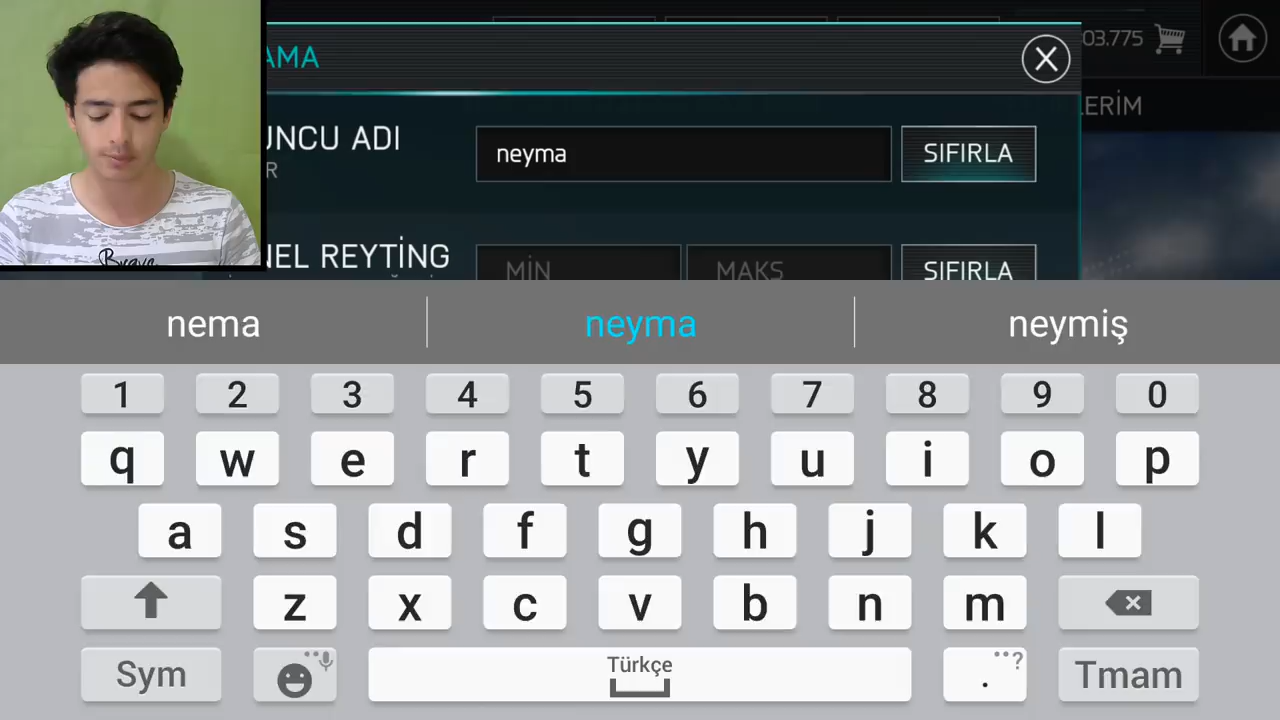 AMA
03.775
LERİM
UNCU ADI
R
neyma
SIFIRLA
NEL REYTİNG
MİN
MAKS
SIFIRLA
nema
neyma
neymiş
1 2 3 4 5 6 7 8 9 0
q w e r t y u i o p
a s d f g h j k l
z x c v b n m
Sym
Türkçe
. ?
Tmam